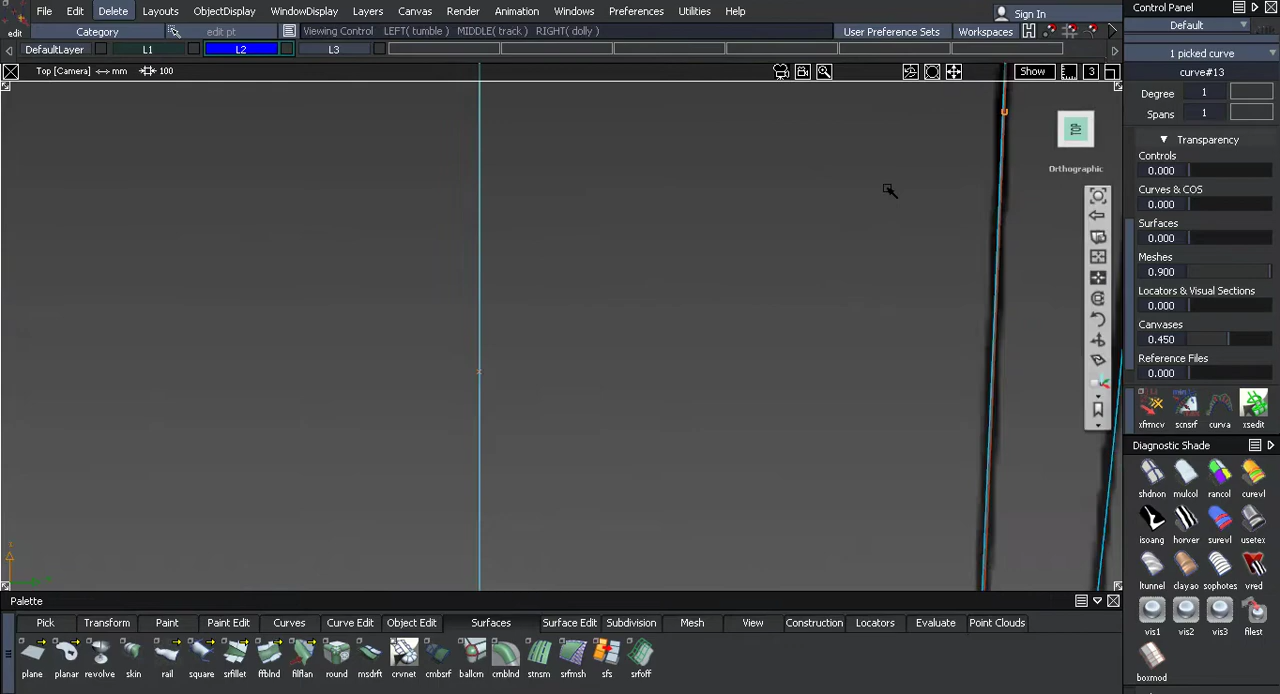 File Edit Delete Layouts ObjectDisplay WindowDisplay Layers Canvas Render Animation Windows Preferences Utilities Help
Sign In
Control Panel
Default
edit
Category
edit pt
Viewing Control LEFT( tumble ) MIDDLE( track ) RIGHT( dolly )
User Preference Sets
Workspaces
DefaultLayer L1 L2 L3
1 picked curve
curve#13
Top [Camera] mm 100
Show
3
Degree 1
Spans 1
TOP
Orthographic
Transparency
Controls
0.000
Curves & COS
0.000
Surfaces
0.000
Meshes
0.900
Locators & Visual Sections
0.000
Canvases
0.450
Reference Files
0.000
xfrmcv scnsrf curva xsedit
Diagnostic Shade
shdnon mulcol rancol curevl
isoang horver surevl usetex
ltunnel clayao sophotes vred
vis1 vis2 vis3 filest
boxmod
Palette
Pick Transform Paint Paint Edit Curves Curve Edit Object Edit Surfaces Surface Edit Subdivision Mesh View Construction Locators Evaluate Point Clouds
plane planar revolve skin rail square srfillet ffblnd filflan round msdrft crvnet cmbsrf ballcrn crnblnd stnsrn srfmsh sfs srfoff